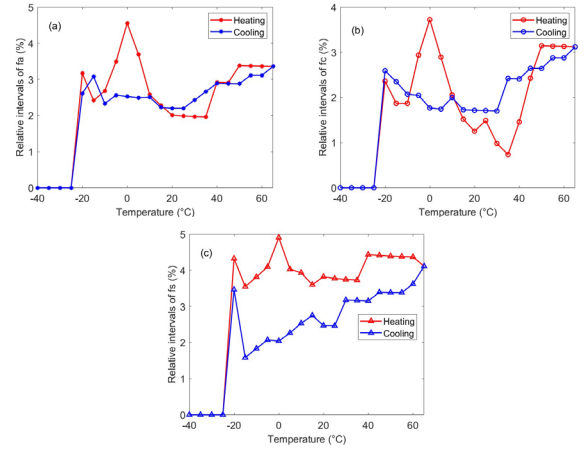 (a)
Heating
Cooling
Relative intervals of fa (%)
5
4
3
2
1
0
-40 -20 0 20 40 60
Temperature (°C)
(b)
Heating
Cooling
Relative intervals of fc (%)
4
3
2
1
0
-40 -20 0 20 40 60
Temperature (°C)
(c)
Heating
Cooling
Relative intervals of fs (%)
5
4
3
2
1
0
-40 -20 0 20 40 60
Temperature (°C)